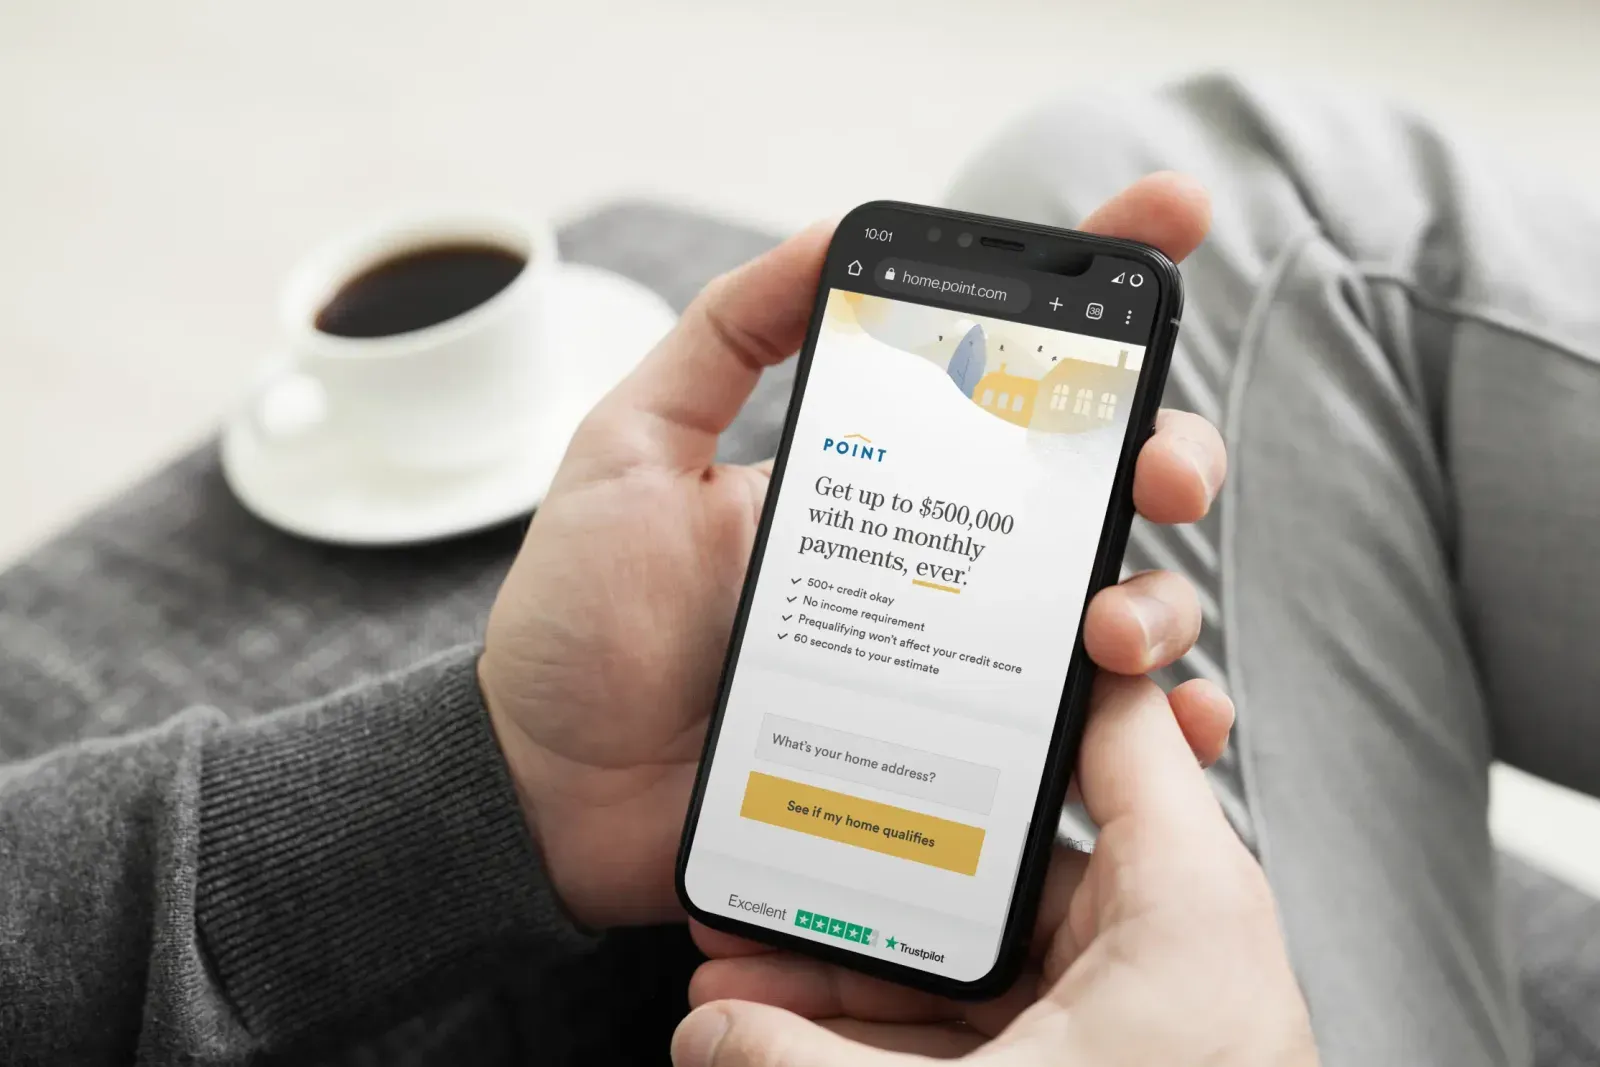 10:01
home.point.com
38
POINT
Get up to $500,000
with no monthly
payments, ever.¹
500+ credit okay
No income requirement
Prequalifying won't affect your credit score
60 seconds to your estimate
What's your home address?
See if my home qualifies
Excellent
Trustpilot